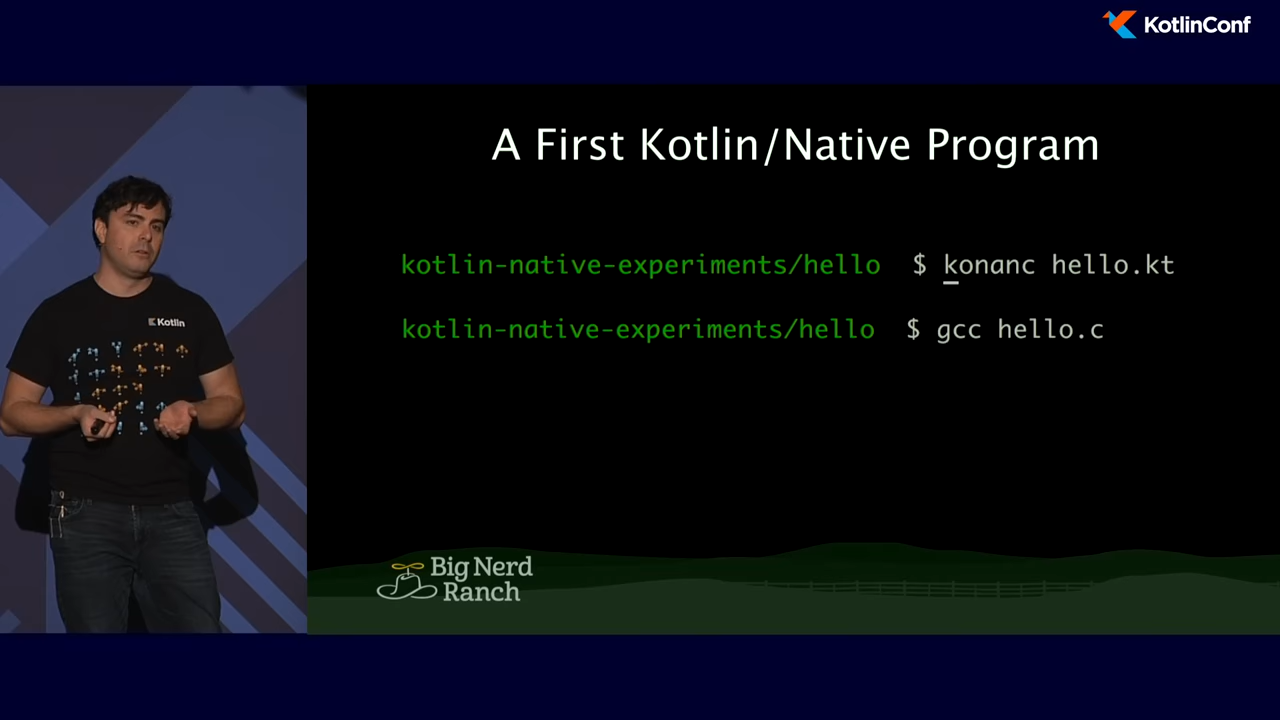 KotlinConf
A First Kotlin/Native Program
kotlin-native-experiments/hello $ konanc hello.kt
kotlin-native-experiments/hello $ gcc hello.c
Kotlin
Big Nerd
Ranch